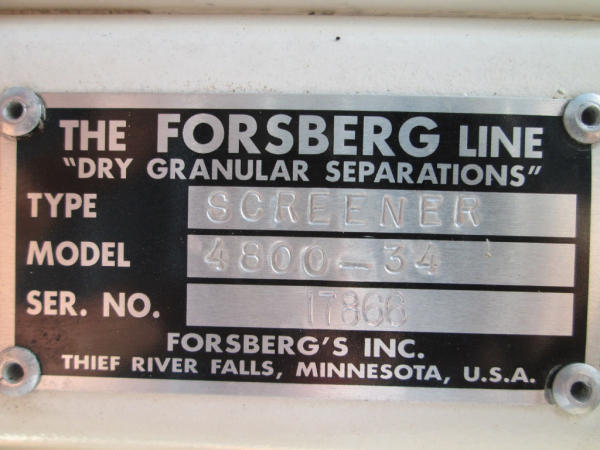 THE FORSBERG LINE
"DRY GRANULAR SEPARATIONS"
TYPE SCREENER
MODEL 4800-34
SER. NO. 17866
FORSBERG'S INC.
THIEF RIVER FALLS, MINNESOTA, U.S.A.